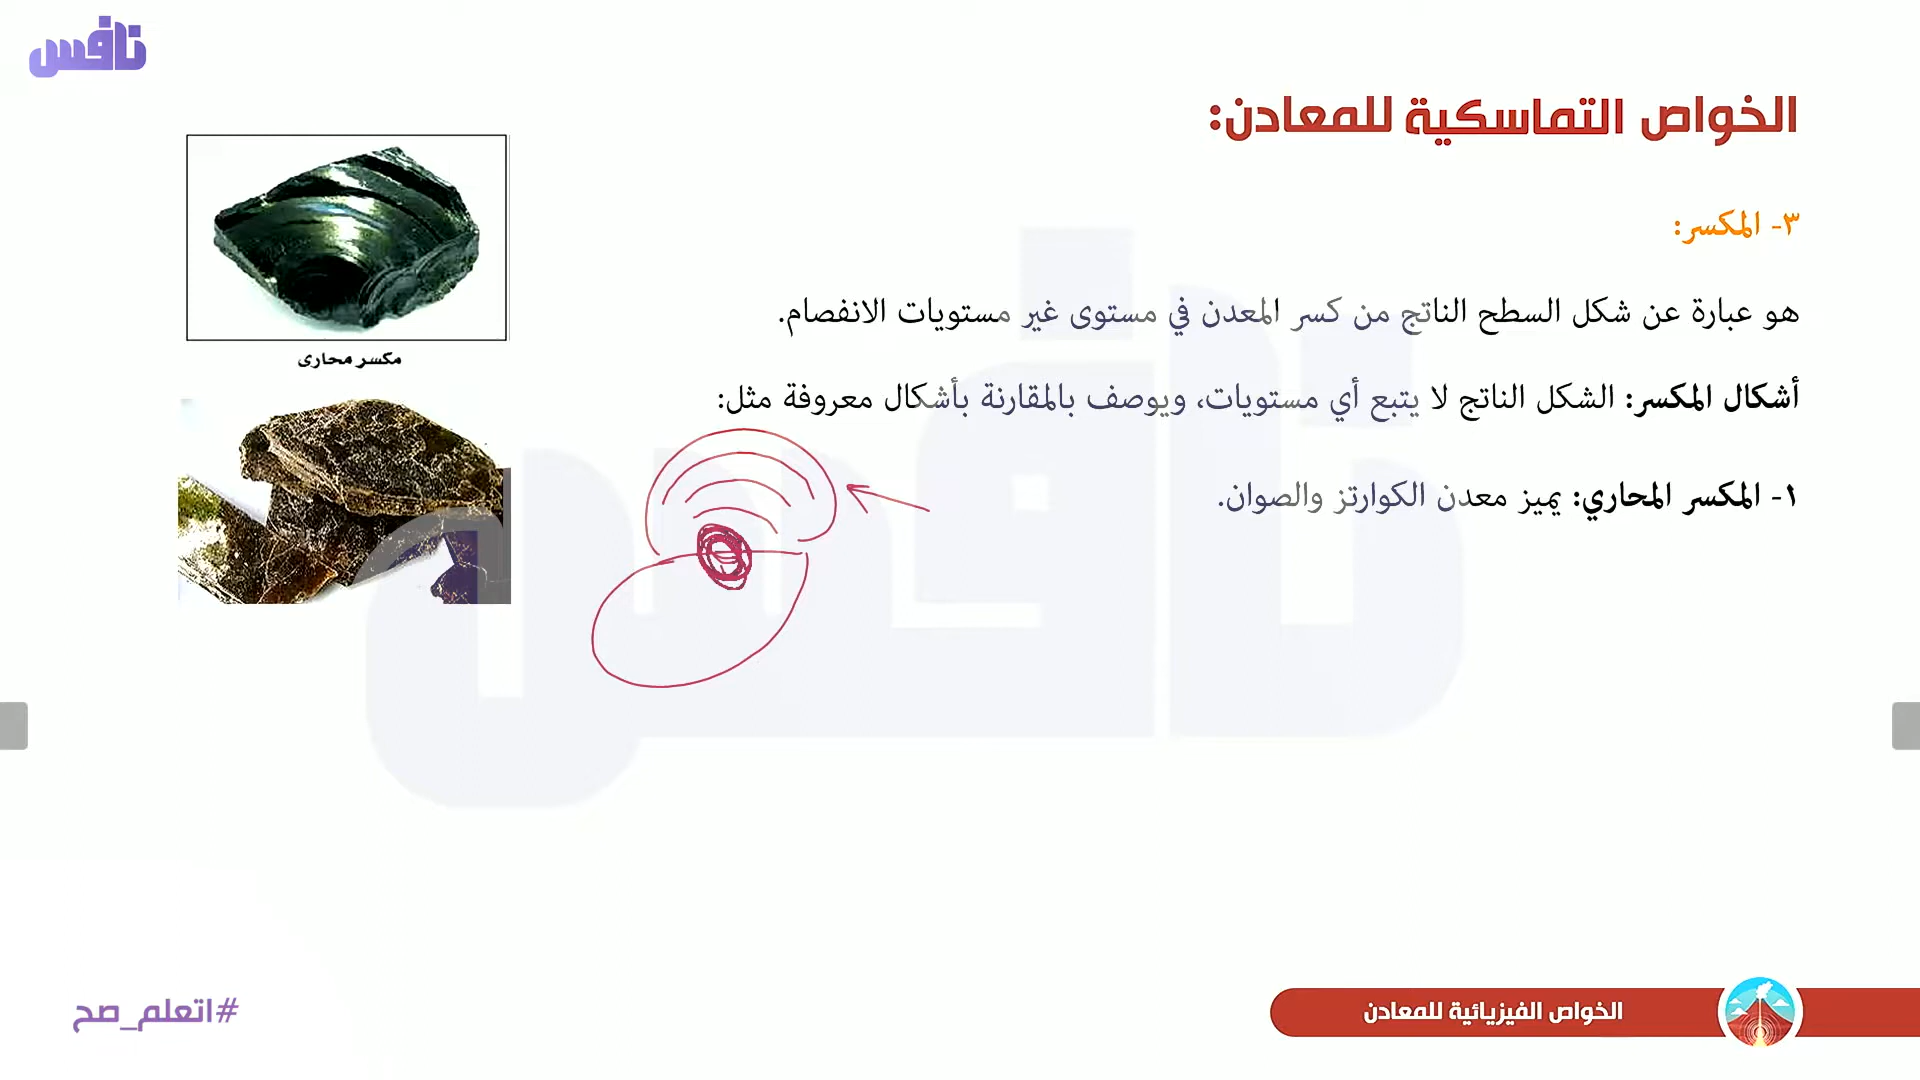 نافس
الخواص التماسكية للمعادن:
٣- المكسر:
هو عبارة عن شكل السطح الناتج من كسر المعدن في مستوى غير مستويات الانفصام.
أشكال المكسر: الشكل الناتج لا يتبع أي مستويات، ويوصف بالمقارنة بأشكال معروفة مثل:
١- المكسر المحاري: يميز معدن الكوارتز والصوان.
مكسر محارى
الخواص الفيزيائية للمعادن
#اتعلم_صح